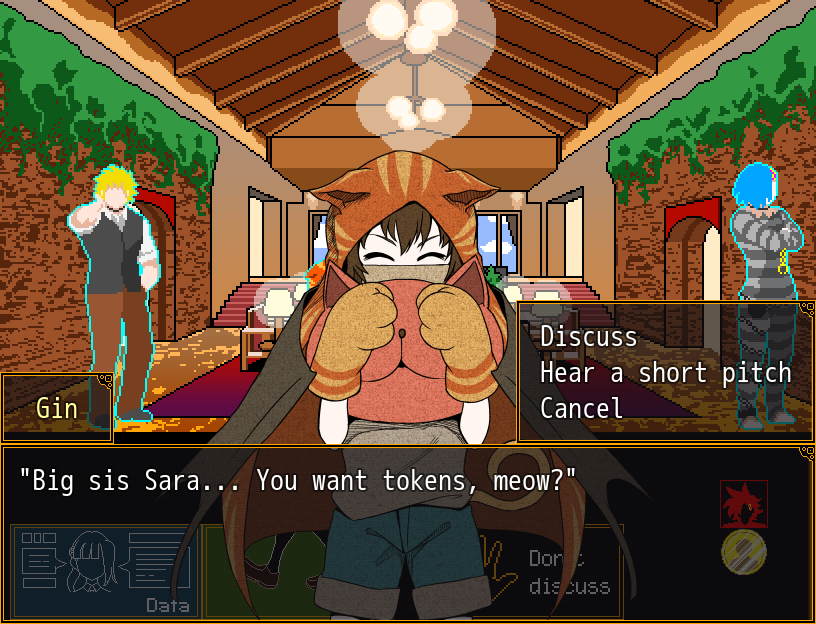 Discuss
Hear a short pitch
Cancel
Gin
"Big sis Sara... You want tokens, meow?"
Data
Don't
discuss